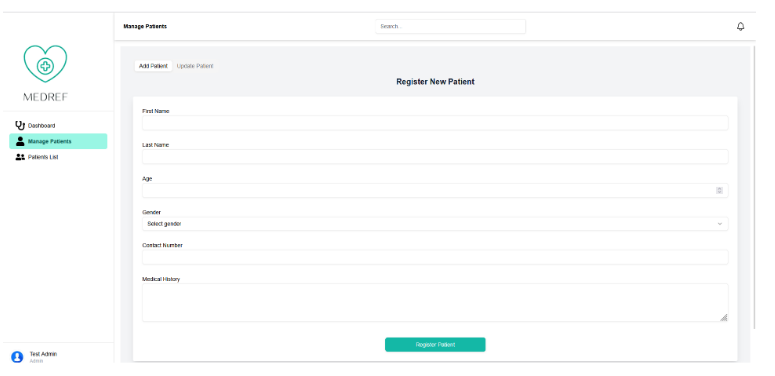 Manage Patients
Search...
MEDREF
Dashboard
Manage Patients
Patients List
Add Patient Update Patient
Register New Patient
First Name
Last Name
Age
Gender
Select gender
Contact Number
Medical History
Register Patient
Test Admin
Admin